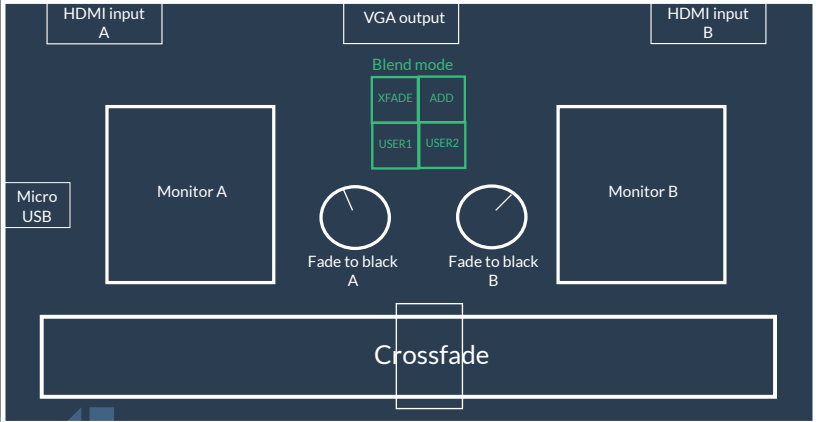 HDMI input
A
VGA output
HDMI input
B
Blend mode
XFADE
ADD
USER1
USER2
Monitor A
Monitor B
Micro
USB
Fade to black
A
Fade to black
B
Crossfade